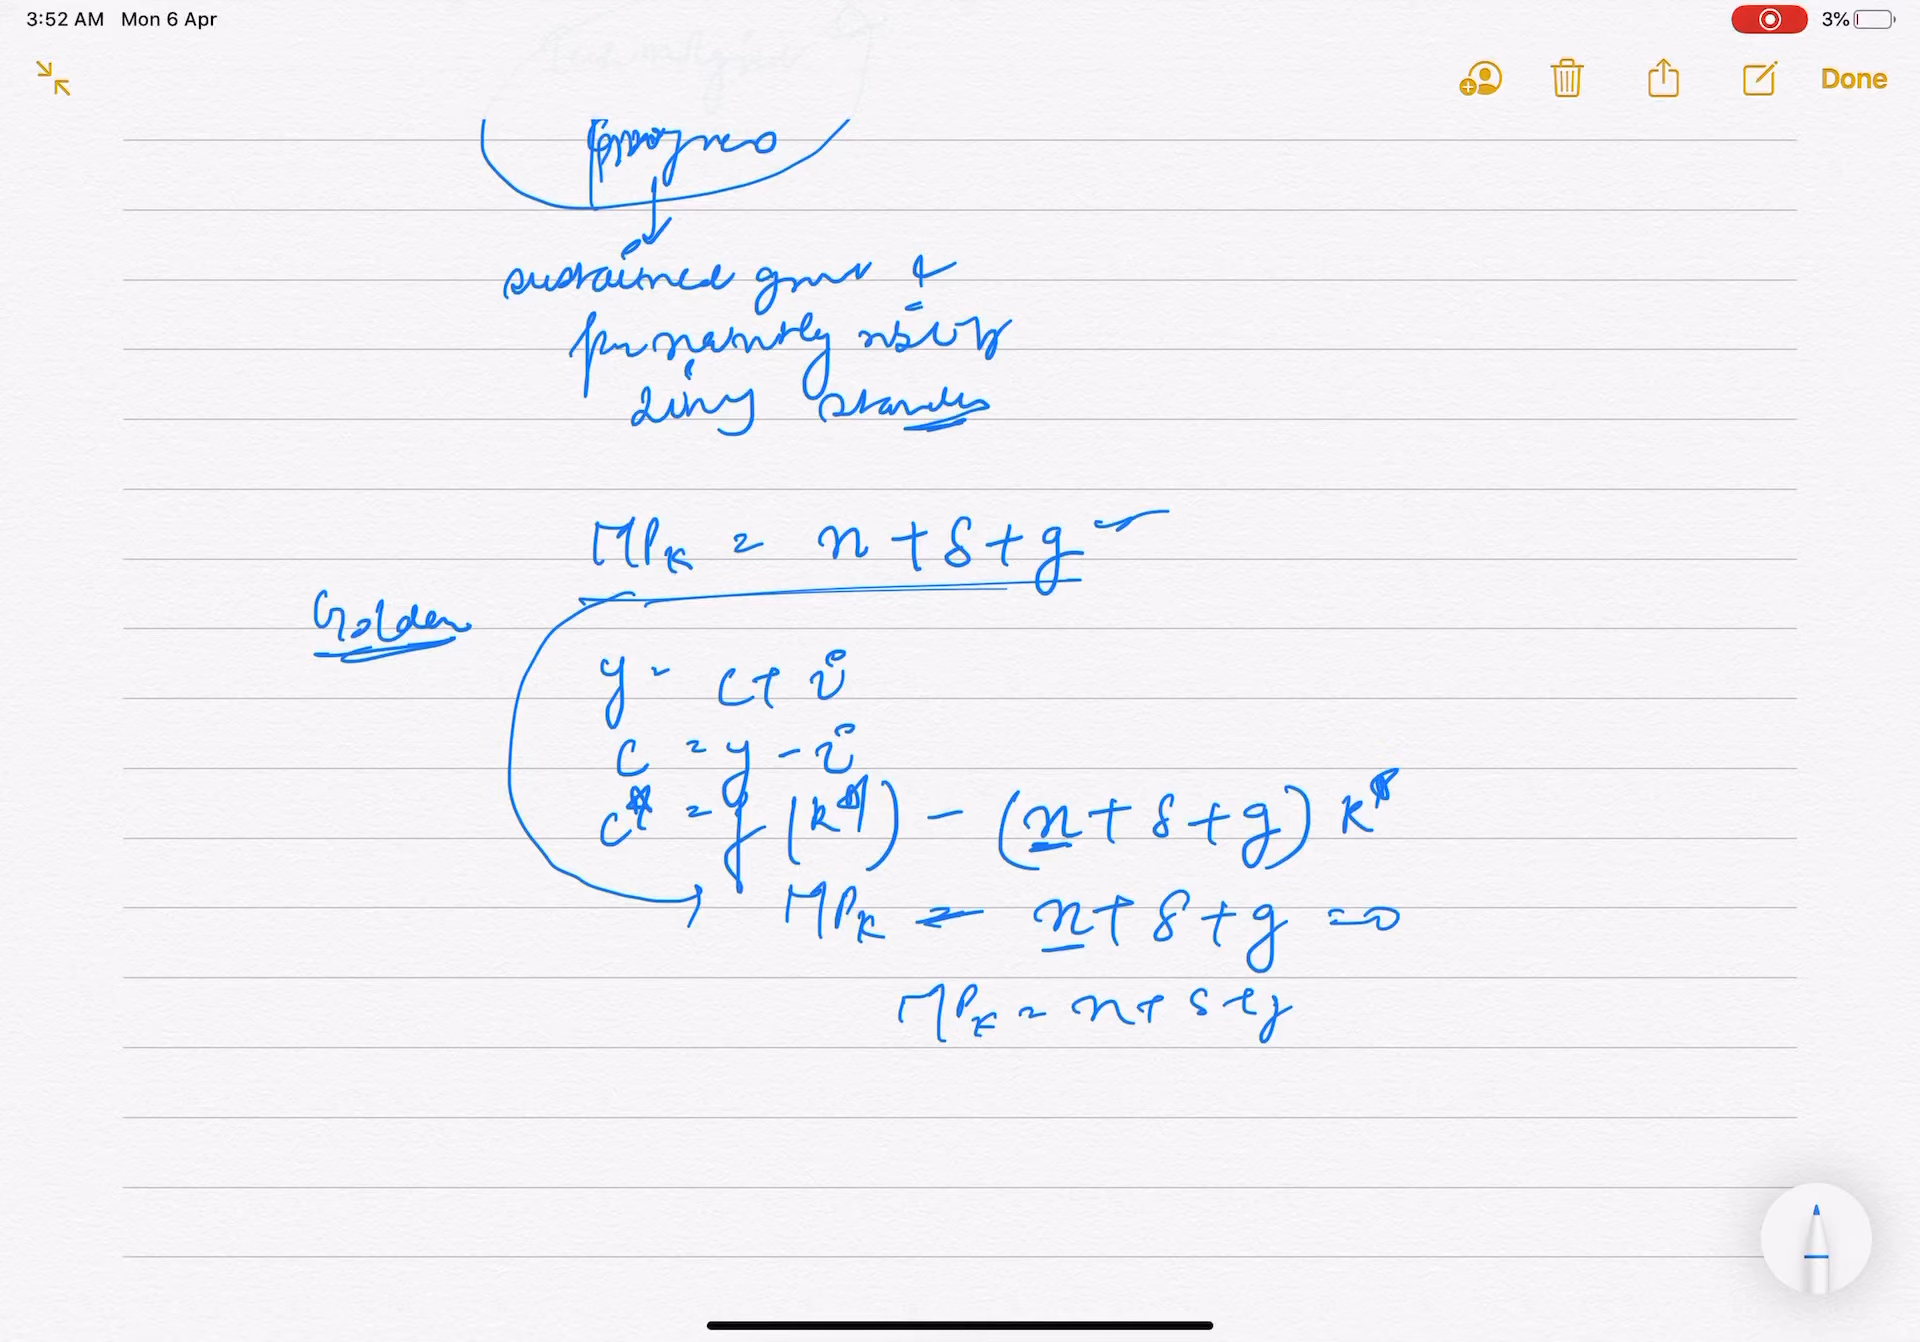 3:52 AM Mon 6 Apr
3%
Done
progress
sustained growth &
permanently rising
living standards
MPk = n + δ + g
Golden
y = c + i
c = y - i
c* = f(k*) - (n + δ + g) k*
MPk - n + δ + g = 0
MPk = n + δ + g